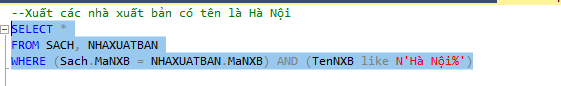 --Xuất các nhà xuất bản có tên là Hà Nội
SELECT *
FROM SACH, NHAXUATBAN
WHERE (Sach.MaNXB = NHAXUATBAN.MaNXB) AND (TenNXB like N'Hà Nội%')